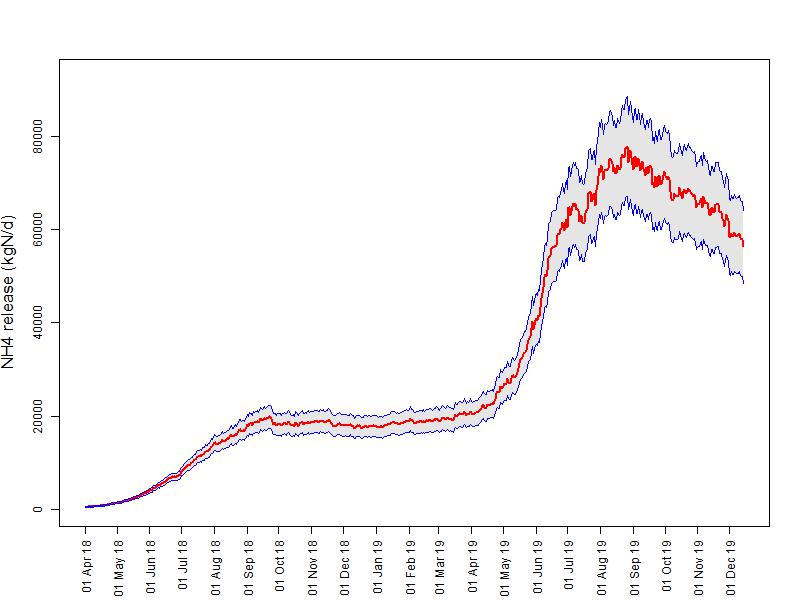 NH4 release (kgN/d)
80000
60000
40000
20000
0
01 Apr 18
01 May 18
01 Jun 18
01 Jul 18
01 Aug 18
01 Sep 18
01 Oct 18
01 Nov 18
01 Dec 18
01 Jan 19
01 Feb 19
01 Mar 19
01 Apr 19
01 May 19
01 Jun 19
01 Jul 19
01 Aug 19
01 Sep 19
01 Oct 19
01 Nov 19
01 Dec 19